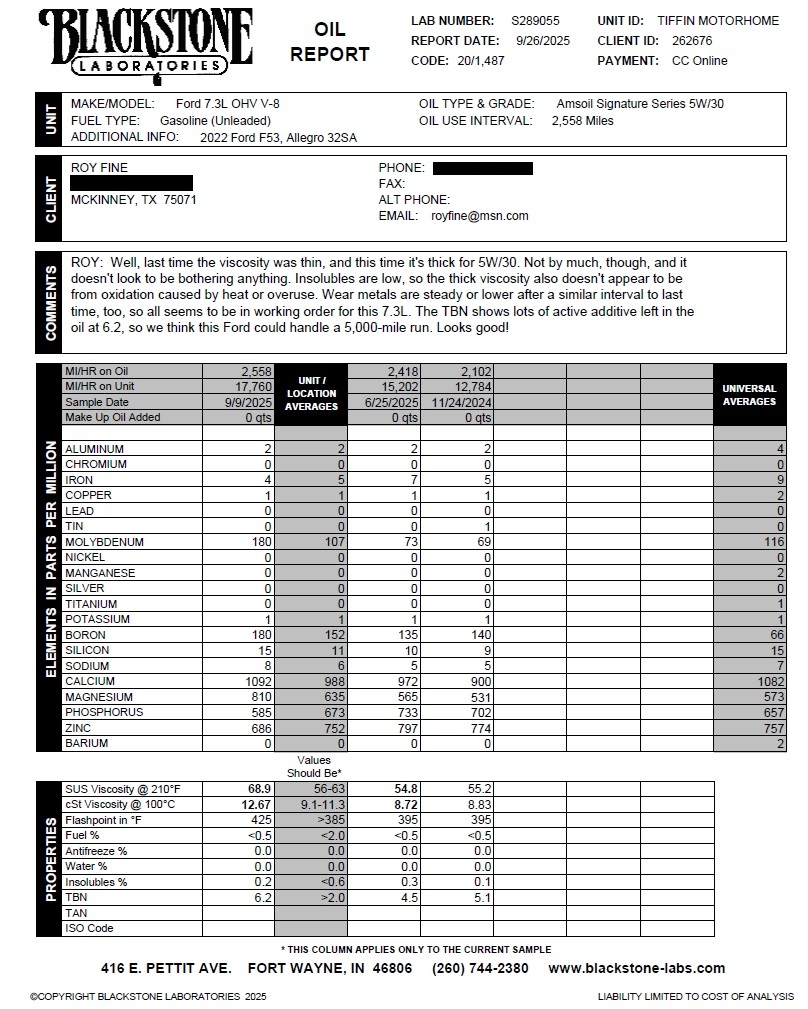 BLACKSTONE
LABORATORIES
OIL
REPORT
LAB NUMBER: S289055
REPORT DATE: 9/26/2025
CODE: 20/1,487
UNIT ID: TIFFIN MOTORHOME
CLIENT ID: 262676
PAYMENT: CC Online
UNIT
MAKE/MODEL: Ford 7.3L OHV V-8
FUEL TYPE: Gasoline (Unleaded)
ADDITIONAL INFO: 2022 Ford F53, Allegro 32SA
OIL TYPE & GRADE: Amsoil Signature Series 5W/30
OIL USE INTERVAL: 2,558 Miles
CLIENT
ROY FINE
MCKINNEY, TX 75071
PHONE:
FAX:
ALT PHONE:
EMAIL: royfine@msn.com
COMMENTS
ROY: Well, last time the viscosity was thin, and this time it's thick for 5W/30. Not by much, though, and it
doesn't look to be bothering anything. Insolubles are low, so the thick viscosity also doesn't appear to be
from oxidation caused by heat or overuse. Wear metals are steady or lower after a similar interval to last
time, too, so all seems to be in working order for this 7.3L. The TBN shows lots of active additive left in the
oil at 6.2, so we think this Ford could handle a 5,000-mile run. Looks good!
MI/HR on Oil 2,558 2,418 2,102
MI/HR on Unit 17,760 15,202 12,784
Sample Date 9/9/2025 6/25/2025 11/24/2024
Make Up Oil Added 0 qts 0 qts 0 qts
UNIT /
LOCATION
AVERAGES
UNIVERSAL
AVERAGES
ELEMENTS IN PARTS PER MILLION
ALUMINUM 2 2 2 2 4
CHROMIUM 0 0 0 0 0
IRON 4 5 7 5 9
COPPER 1 1 1 1 2
LEAD 0 0 0 0 0
TIN 0 0 0 1 0
MOLYBDENUM 180 107 73 69 116
NICKEL 0 0 0 0 0
MANGANESE 0 0 0 0 2
SILVER 0 0 0 0 0
TITANIUM 0 0 0 0 1
POTASSIUM 1 1 1 1 1
BORON 180 152 135 140 66
SILICON 15 11 10 9 15
SODIUM 8 6 5 5 7
CALCIUM 1092 988 972 900 1082
MAGNESIUM 810 635 565 531 573
PHOSPHORUS 585 673 733 702 657
ZINC 686 752 797 774 757
BARIUM 0 0 0 0 2
Values
Should Be*
PROPERTIES
SUS Viscosity @ 210°F 68.9 56-63 54.8 55.2
cSt Viscosity @ 100°C 12.67 9.1-11.3 8.72 8.83
Flashpoint in °F 425 >385 395 395
Fuel % <0.5 <2.0 <0.5 <0.5
Antifreeze % 0.0 0.0 0.0 0.0
Water % 0.0 0.0 0.0 0.0
Insolubles % 0.2 <0.6 0.3 0.1
TBN 6.2 >2.0 4.5 5.1
TAN
ISO Code
* THIS COLUMN APPLIES ONLY TO THE CURRENT SAMPLE
416 E. PETTIT AVE. FORT WAYNE, IN 46806 (260) 744-2380 www.blackstone-labs.com
©COPYRIGHT BLACKSTONE LABORATORIES 2025
LIABILITY LIMITED TO COST OF ANALYSIS